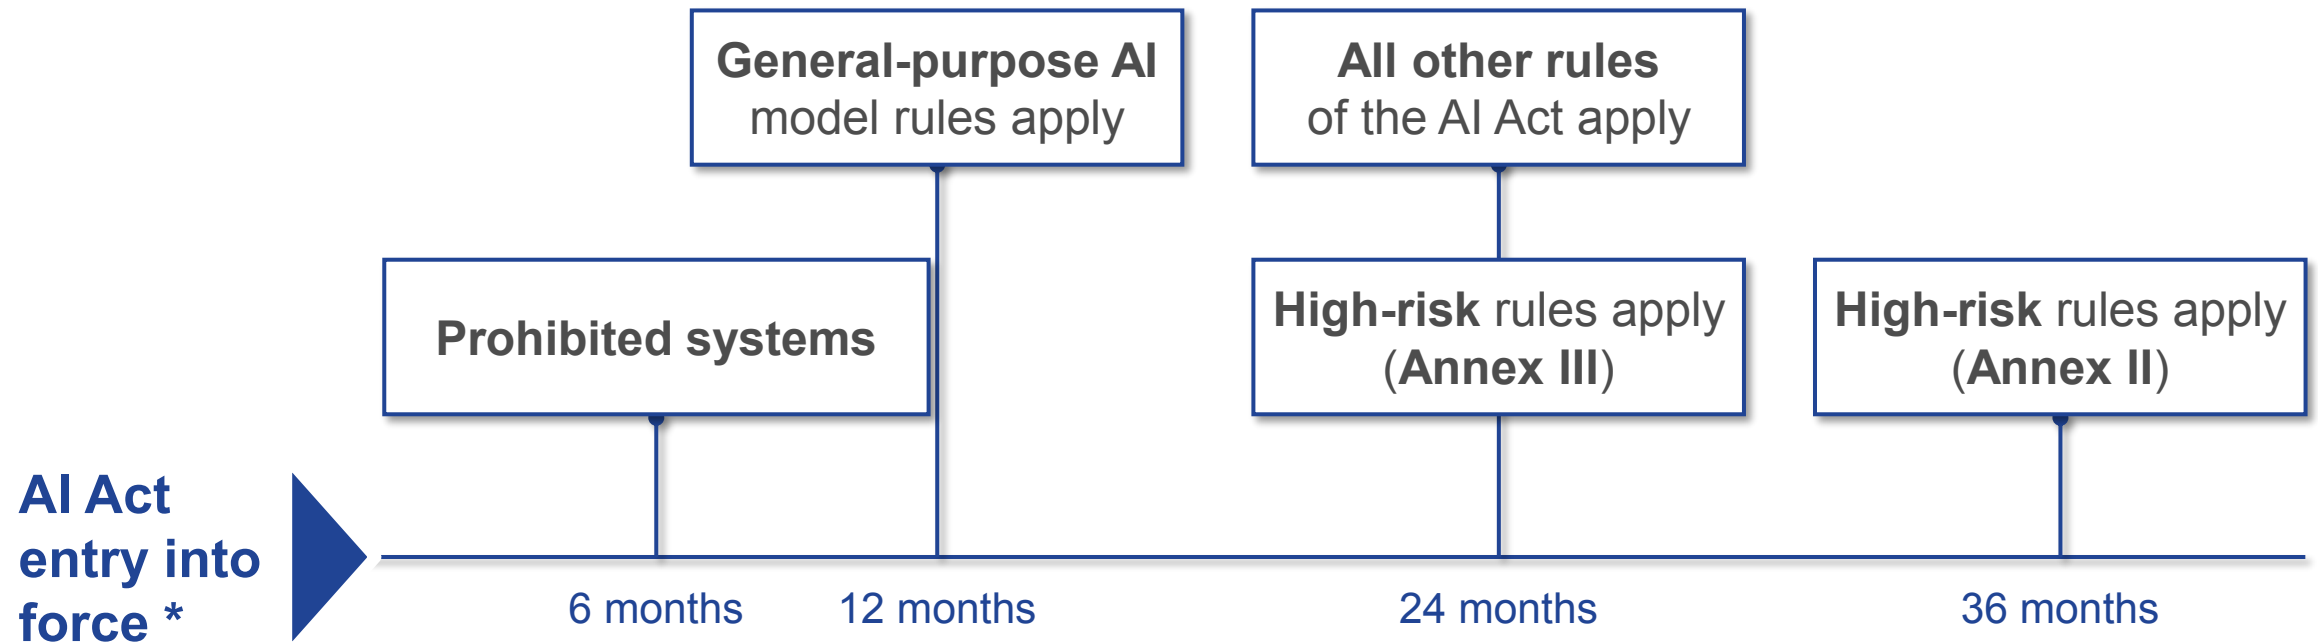 General-purpose AI
model rules apply
All other rules
of the AI Act apply
Prohibited systems
High-risk rules apply
(Annex III)
High-risk rules apply
(Annex II)
AI Act
entry into
force *
6 months
12 months
24 months
36 months